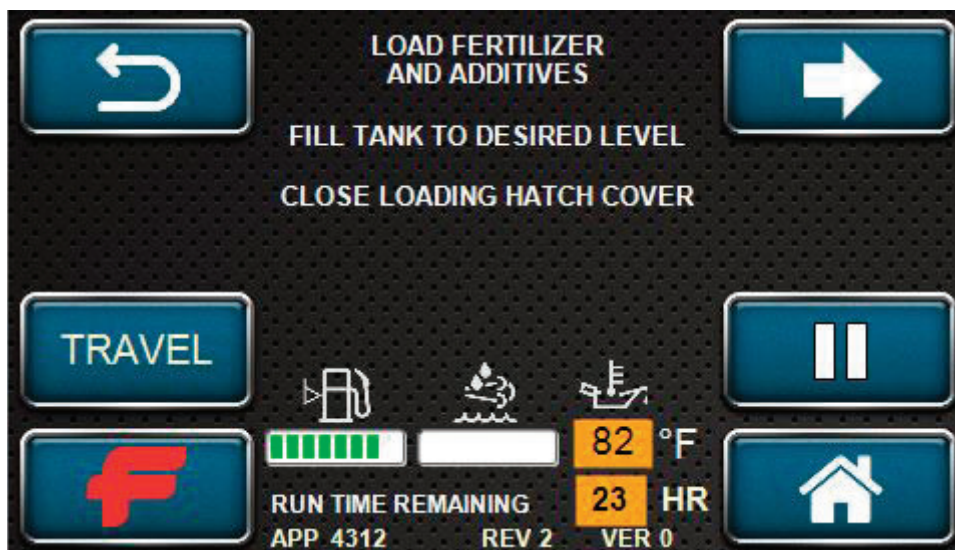 LOAD FERTILIZER
AND ADDITIVES
FILL TANK TO DESIRED LEVEL
CLOSE LOADING HATCH COVER
TRAVEL
82 °F
RUN TIME REMAINING 23 HR
APP 4312 REV 2 VER 0